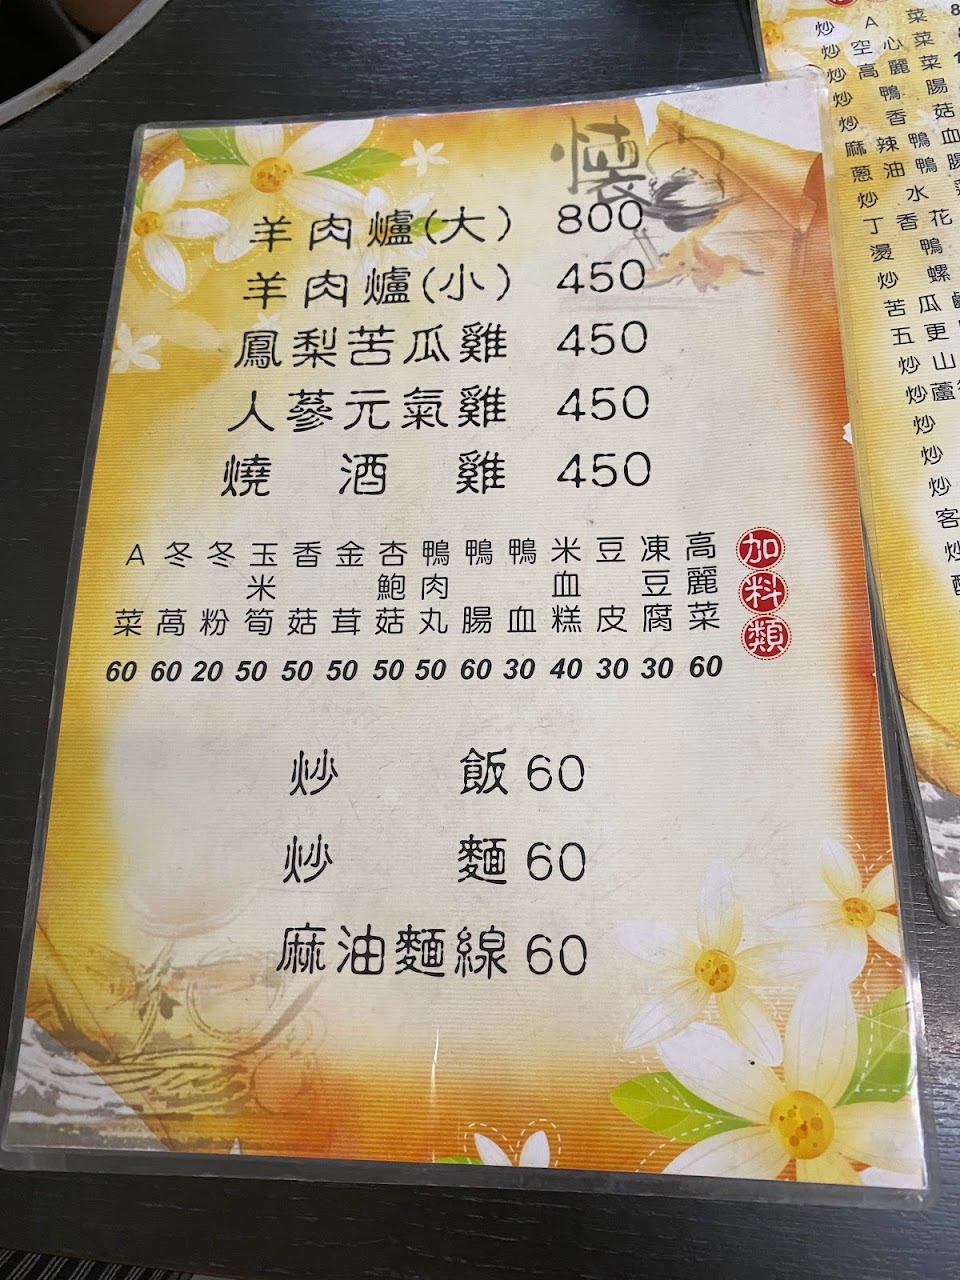 懷
羊肉爐(大) 800
羊肉爐(小) 450
鳳梨苦瓜雞 450
人蔘元氣雞 450
燒酒雞 450
加料類
高麗菜 60
凍豆腐 30
豆皮 30
米血糕 40
鴨血 30
鴨腸 60
鴨肉丸 50
杏鮑菇 50
金茸 50
香菇 50
玉米筍 50
冬粉 20
冬萵 60
A菜 60
炒飯 60
炒麵 60
麻油麵線 60
炒A菜 8
炒空心菜
炒高麗菜
炒鴨腸
炒香菇
麻辣鴨血
蔥油鴨腸
炒水
丁香花
燙鴨
炒螺
苦瓜鹹
五更
炒山
炒蘆
炒
炒
炒
客
炒